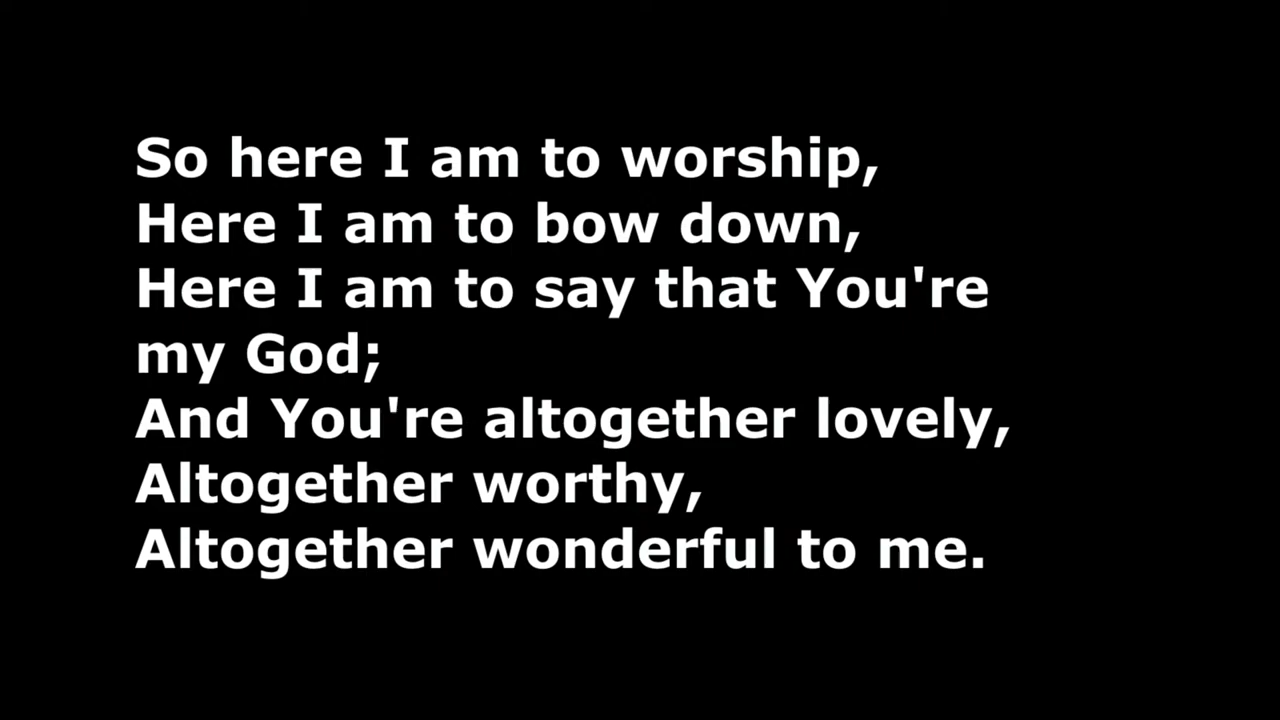 So here I am to worship,
Here I am to bow down,
Here I am to say that You're
my God;
And You're altogether lovely,
Altogether worthy,
Altogether wonderful to me.